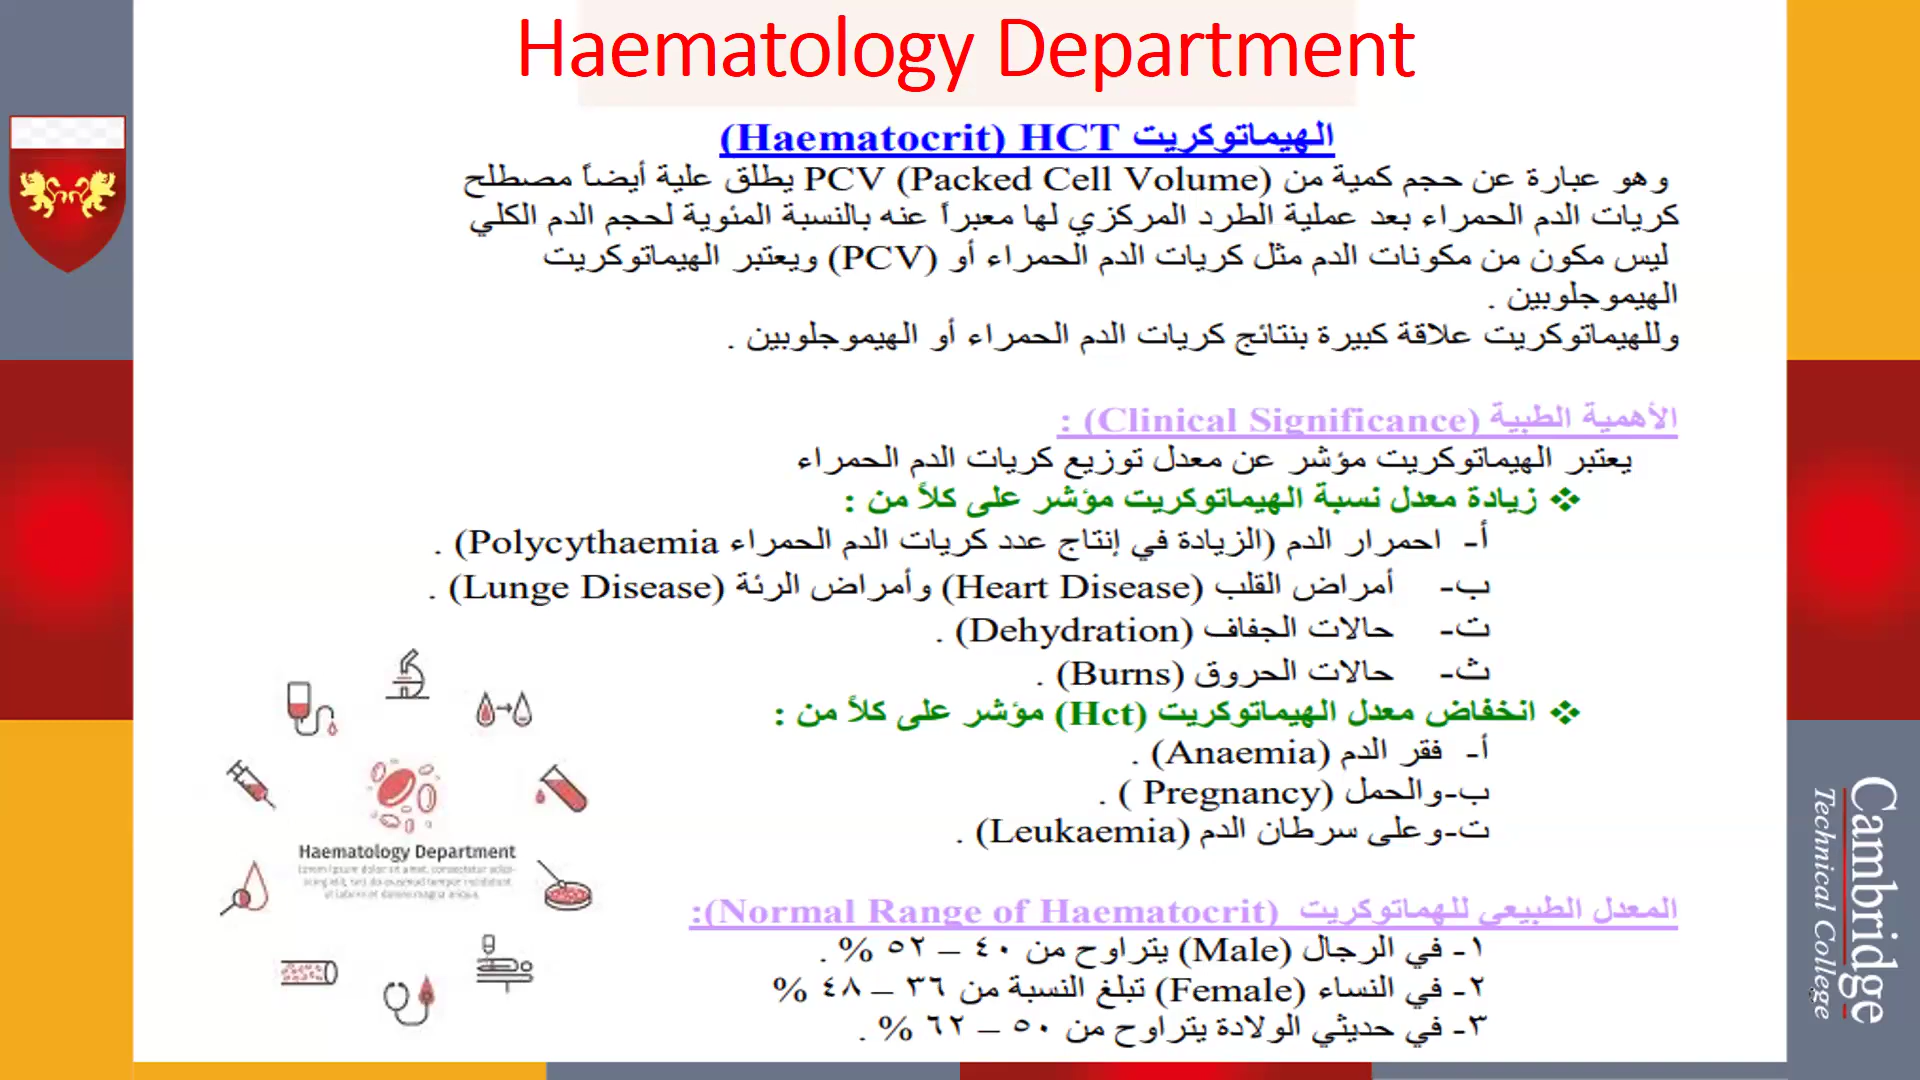 Haematology Department
الهيماتوكريت HCT (Haematocrit)
وهو عبارة عن حجم كمية من PCV (Packed Cell Volume) يطلق علية أيضاً مصطلح
كريات الدم الحمراء بعد عملية الطرد المركزي لها معبراً عنه بالنسبة المئوية لحجم الدم الكلي
ليس مكون من مكونات الدم مثل كريات الدم الحمراء أو (PCV) ويعتبر الهيماتوكريت
الهيموجلوبين .
وللهيماتوكريت علاقة كبيرة بنتائج كريات الدم الحمراء أو الهيموجلوبين .
الأهمية الطبية (Clinical Significance) :
يعتبر الهيماتوكريت مؤشر عن معدل توزيع كريات الدم الحمراء
❖ زيادة معدل نسبة الهيماتوكريت مؤشر على كلاً من :
أ- احمرار الدم (الزيادة في إنتاج عدد كريات الدم الحمراء Polycythaemia) .
ب- أمراض القلب (Heart Disease) وأمراض الرئة (Lunge Disease) .
ت- حالات الجفاف (Dehydration) .
ث- حالات الحروق (Burns) .
❖ انخفاض معدل الهيماتوكريت (Hct) مؤشر على كلاً من :
أ- فقر الدم (Anaemia) .
ب-والحمل (Pregnancy ) .
ت-وعلى سرطان الدم (Leukaemia) .
المعدل الطبيعي للهماتوكريت (Normal Range of Haematocrit):
١- في الرجال (Male) يتراوح من ٤٠ – ٥٢ % .
٢- في النساء (Female) تبلغ النسبة من ٣٦ – ٤٨ %
٣- في حديثي الولادة يتراوح من ٥٠ – ٦٢ % .
Haematology Department
Lorem ipsum dolor sit amet, consectetur
Cambridge
Technical College